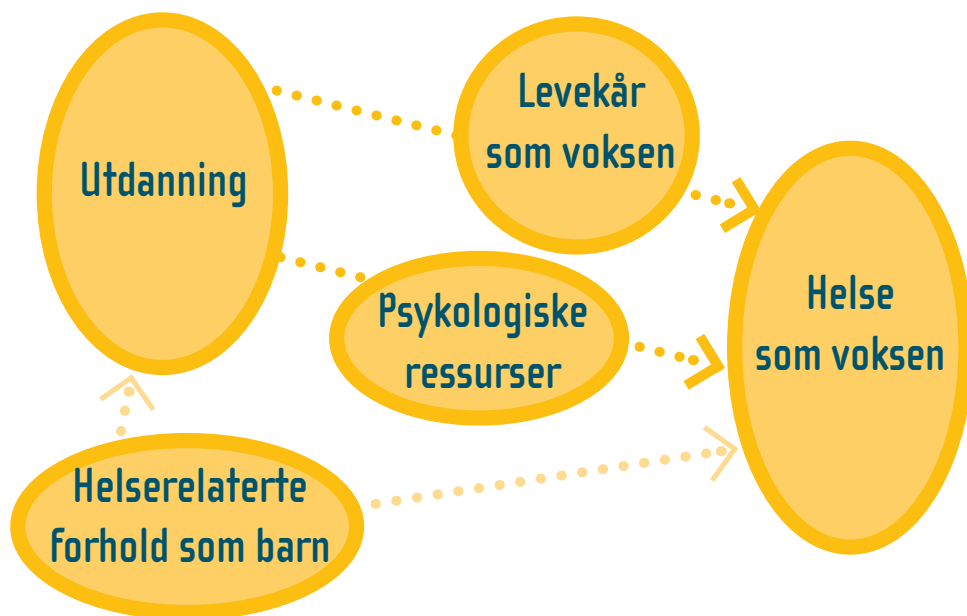 Utdanning
Levekår
som voksen
Psykologiske
ressurser
Helse
som voksen
Helserelaterte
forhold som barn